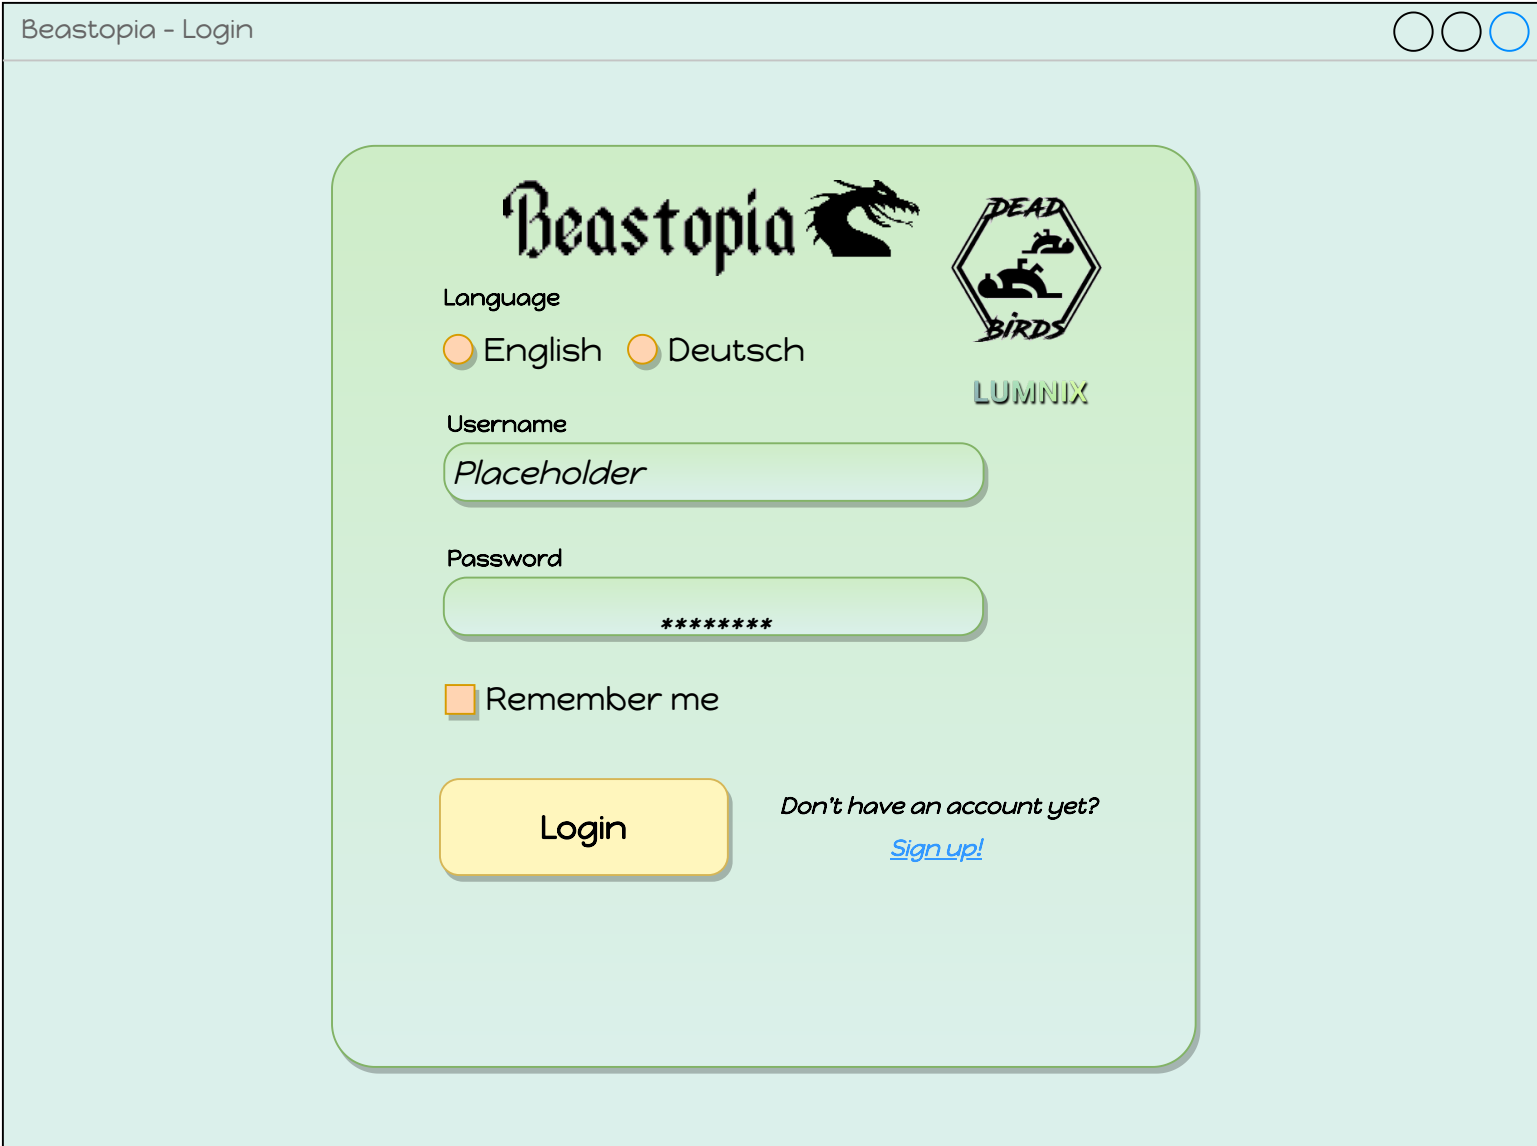 Beastopia - Login
Beastopia
DEAD
BIRDS
LUMNIX
Language
English
Deutsch
Username
Placeholder
Password
********
Remember me
Login
Don't have an account yet?
Sign up!